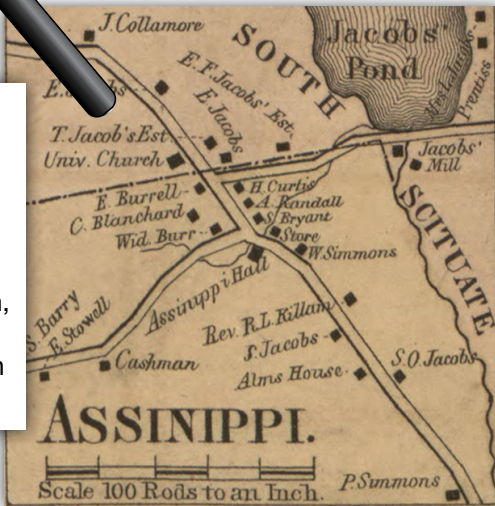 J. Collamore
Jacobs'
Pond
SOUTH
E. F. Jacobs' Est.
E. Jacobs
T. Jacob's Est.
Univ. Church
Prentiss
Jacobs'
Mill
SCITUATE
H. Curtis
A. Randall
S. Bryant
Store
W. Simmons
E. Burrell
C. Blanchard
Wid. Burr
Assinippi Hall
S. Barry
E. Stowell
Cashman
Rev. R. L. Killam
S. Jacobs
Alms House
S. O. Jacobs
ASSINIPPI.
Scale 100 Rods to an Inch.
P. Simmons